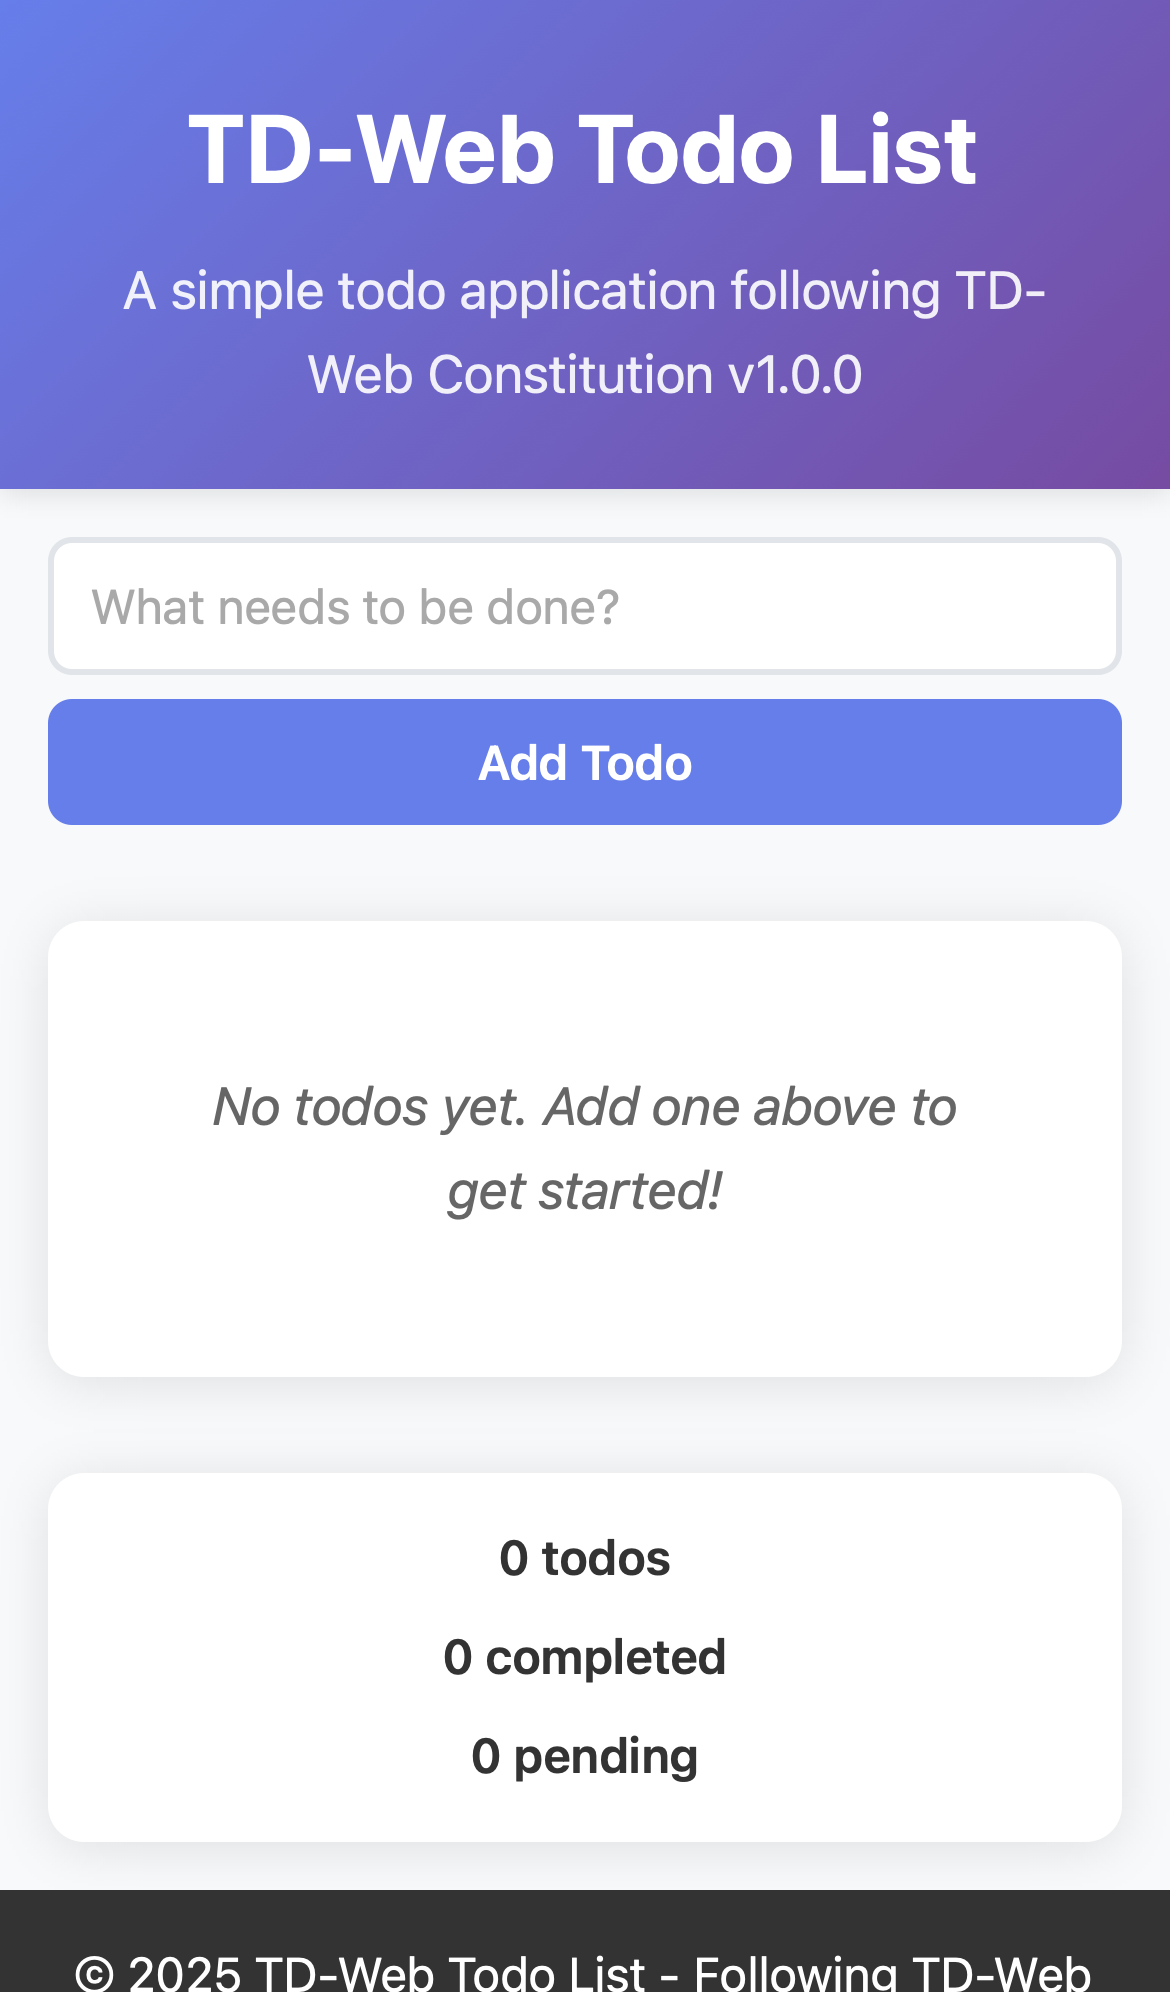 TD-Web Todo List
A simple todo application following TD-
Web Constitution v1.0.0
What needs to be done?
Add Todo
No todos yet. Add one above to
get started!
0 todos
0 completed
0 pending
© 2025 TD-Web Todo List - Following TD-Web